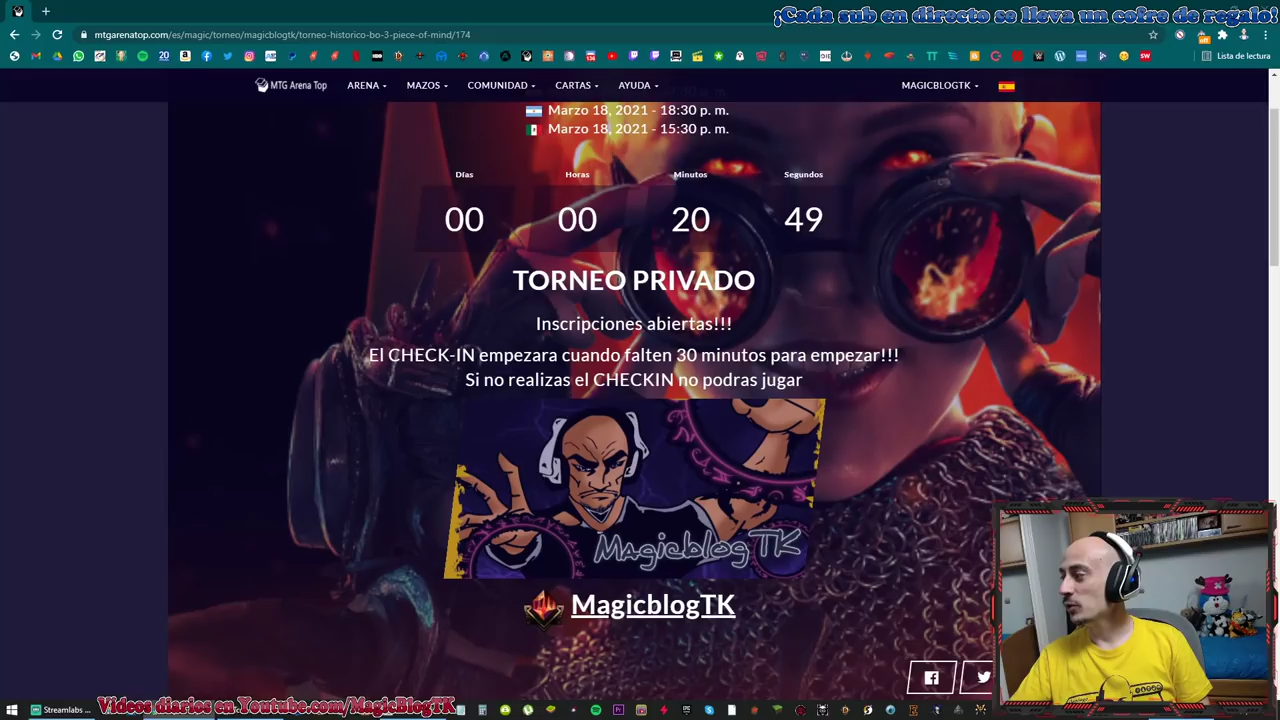 ¡Cada sub en directo se lleva un cofre de regalo!
mtgarenatop.com/es/magic/torneo/magicblogtk/torneo-historico-bo-3-piece-of-mind/174
Lista de lectura
MTG Arena Top
ARENA
MAZOS
COMUNIDAD
CARTAS
AYUDA
MAGICBLOGTK
Marzo 18, 2021 - 18:30 p. m.
Marzo 18, 2021 - 15:30 p. m.
Días
Horas
Minutos
Segundos
00
00
20
49
TORNEO PRIVADO
Inscripciones abiertas!!!
El CHECK-IN empezara cuando falten 30 minutos para empezar!!!
Si no realizas el CHECKIN no podras jugar
MagicblogTK
MagicblogTK
Streamlabs ...
Videos diarios en Youtube.com/MagicBlogTK